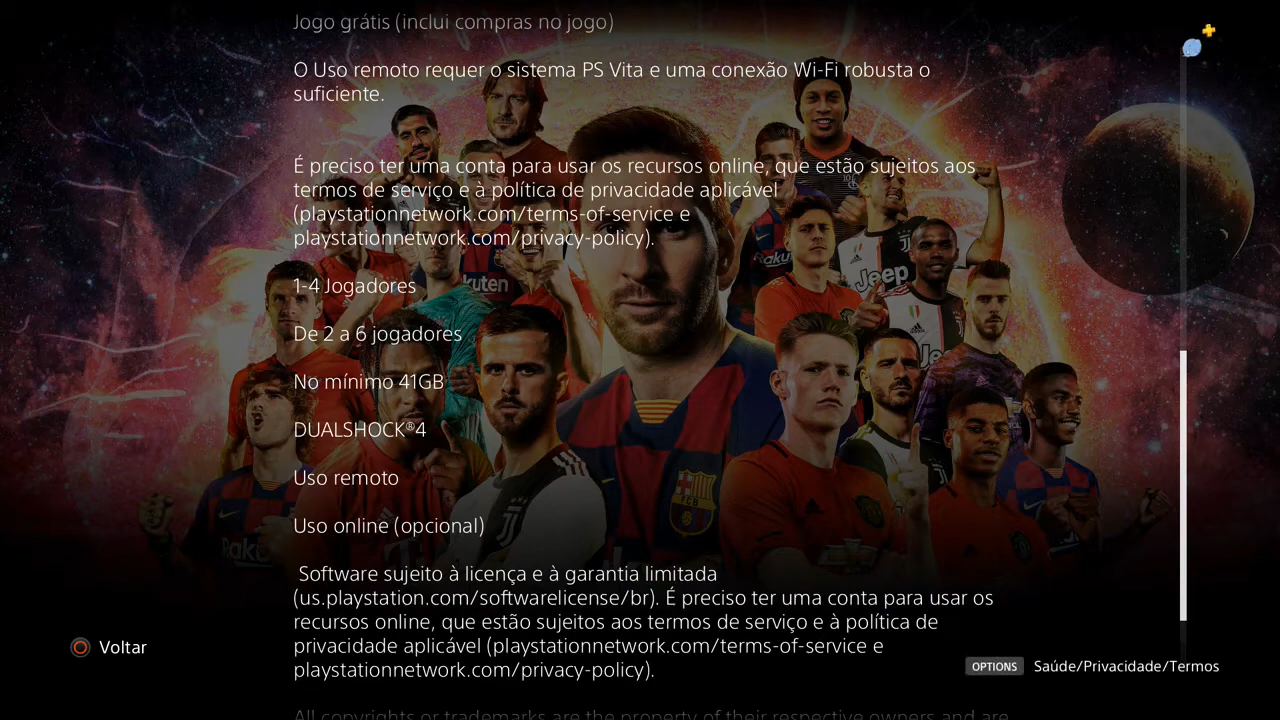 Jogo grátis (inclui compras no jogo)
O Uso remoto requer o sistema PS Vita e uma conexão Wi-Fi robusta o
suficiente.
É preciso ter uma conta para usar os recursos online, que estão sujeitos aos
termos de serviço e à política de privacidade aplicável
(playstationnetwork.com/terms-of-service e
playstationnetwork.com/privacy-policy).
1-4 Jogadores
De 2 a 6 jogadores
No mínimo 41GB
DUALSHOCK®4
Uso remoto
Uso online (opcional)
Software sujeito à licença e à garantia limitada
(us.playstation.com/softwarelicense/br). É preciso ter uma conta para usar os
recursos online, que estão sujeitos aos termos de serviço e à política de
privacidade aplicável (playstationnetwork.com/terms-of-service e
playstationnetwork.com/privacy-policy).
All copyrights or trademarks are the property of their respective owners and are
Voltar
OPTIONS Saúde/Privacidade/Termos
Jeep